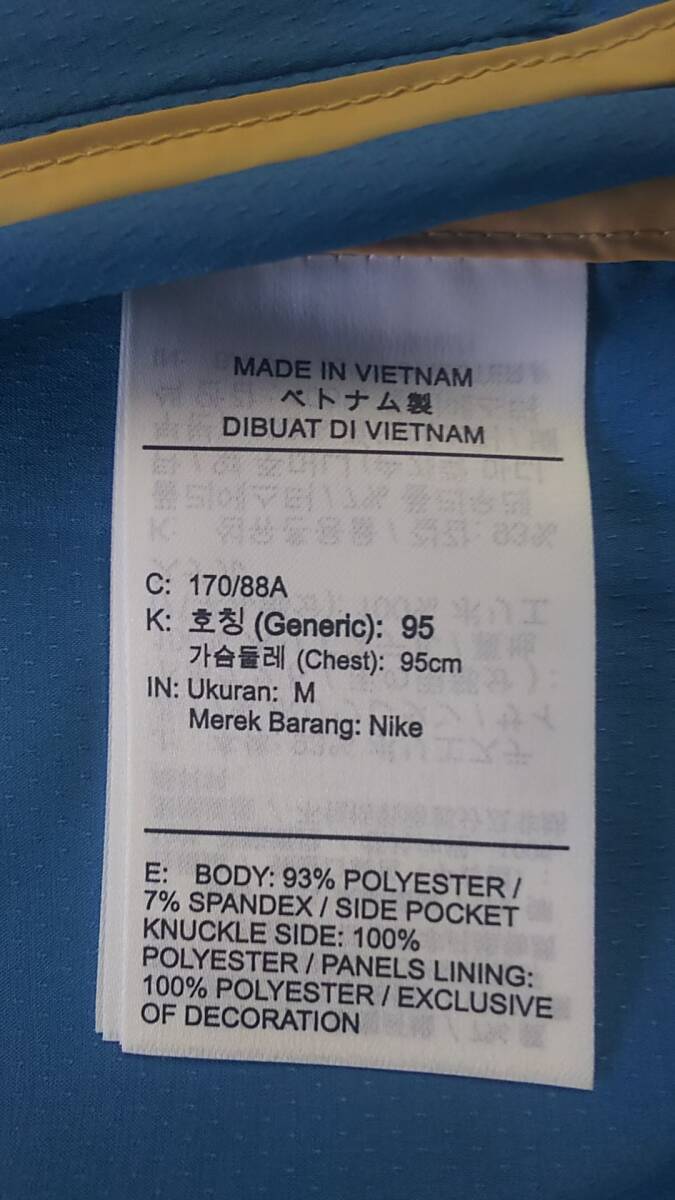 MADE IN VIETNAM
ベトナム製
DIBUAT DI VIETNAM
C: 170/88A
K: 호칭 (Generic): 95
가슴둘레 (Chest): 95cm
IN: Ukuran: M
Merek Barang: Nike
E: BODY: 93% POLYESTER /
7% SPANDEX / SIDE POCKET
KNUCKLE SIDE: 100%
POLYESTER / PANELS LINING:
100% POLYESTER / EXCLUSIVE
OF DECORATION